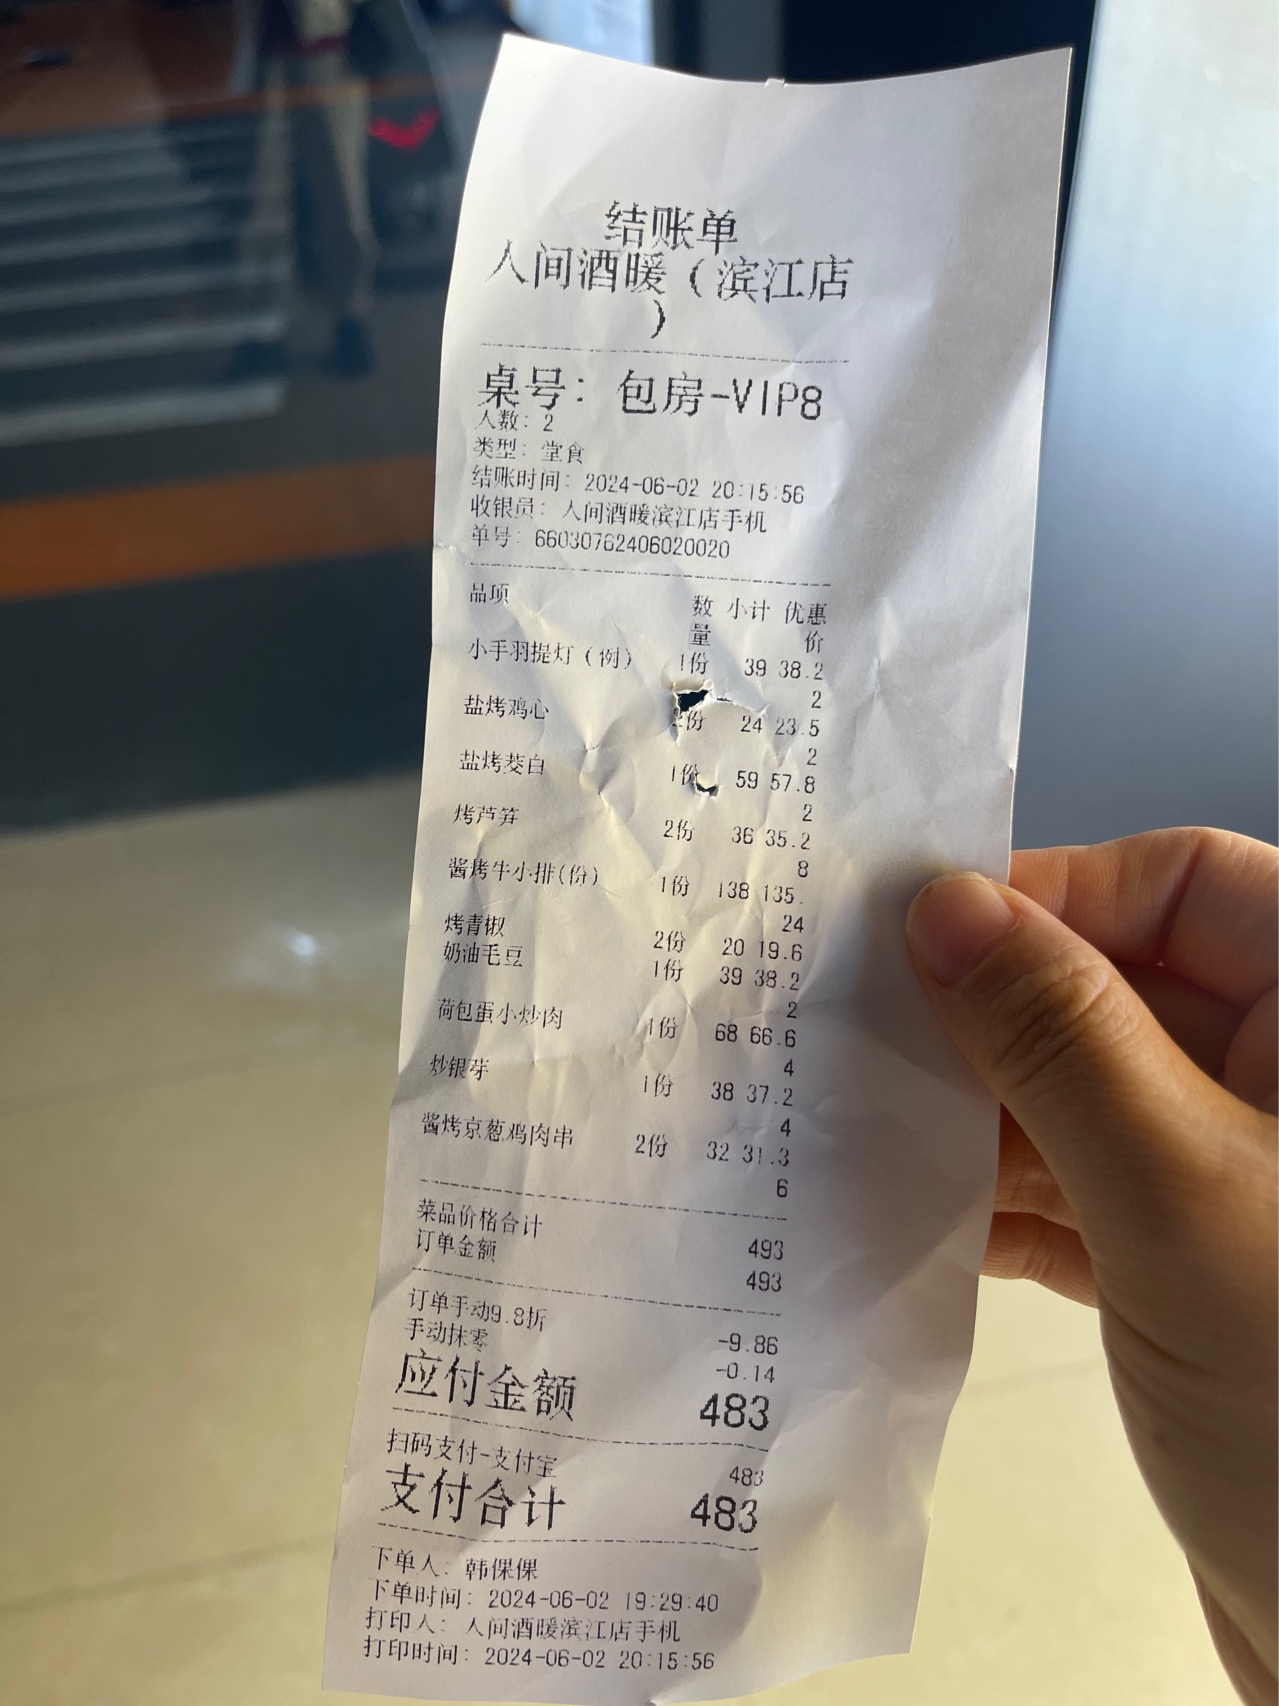 结账单
人间酒暖（滨江店
）
桌号：包房-VIP8
人数：2
类型：堂食
结账时间：2024-06-02 20:15:56
收银员：人间酒暖滨江店手机
单号：66030762406020020
品项 数 小计 优惠
量 价
小手羽提灯（例） 1份 39 38.2
2
盐烤鸡心 2份 24 23.5
2
盐烤茭白 1份 59 57.8
2
烤芦笋 2份 36 35.2
8
酱烤牛小排(份) 1份 138 135.
24
烤青椒 2份 20 19.6
奶油毛豆 1份 39 38.2
2
荷包蛋小炒肉 1份 68 66.6
4
炒银芽 1份 38 37.2
4
酱烤京葱鸡肉串 2份 32 31.3
6
菜品价格合计 493
订单金额 493
订单手动9.8折 -9.86
手动抹零 -0.14
应付金额 483
扫码支付-支付宝 483
支付合计 483
下单人：韩倮倮
下单时间：2024-06-02 19:29:40
打印人：人间酒暖滨江店手机
打印时间：2024-06-02 20:15:56